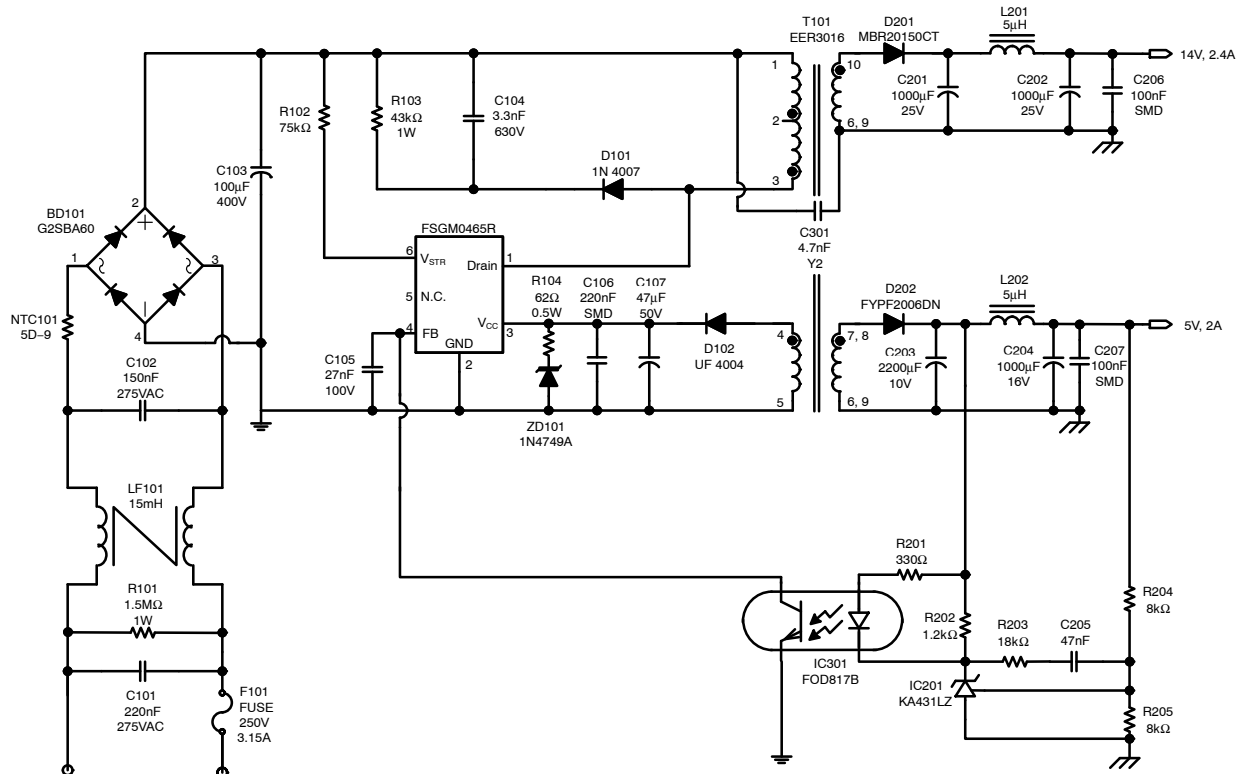 T101
EER3016
D201
MBR20150CT
L201
5µH
14V, 2.4A
1
2
3
10
6, 9
C201
1000µF
25V
C202
1000µF
25V
C206
100nF
SMD
R102
75kΩ
R103
43kΩ
1W
C104
3.3nF
630V
D101
1N 4007
C103
100µF
400V
BD101
G2SBA60
2
1
3
4
C301
4.7nF
Y2
FSGM0465R
6
VSTR
Drain
1
5
N.C.
4
FB
VCC
3
GND
2
R104
62Ω
0.5W
C106
220nF
SMD
C107
47µF
50V
D102
UF 4004
4
5
7, 8
6, 9
D202
FYPF2006DN
L202
5µH
5V, 2A
C203
2200µF
10V
C204
1000µF
16V
C207
100nF
SMD
NTC101
5D-9
C102
150nF
275VAC
C105
27nF
100V
ZD101
1N4749A
LF101
15mH
R101
1.5MΩ
1W
C101
220nF
275VAC
F101
FUSE
250V
3.15A
R201
330Ω
R202
1.2kΩ
R203
18kΩ
C205
47nF
R204
8kΩ
IC301
FOD817B
IC201
KA431LZ
R205
8kΩ